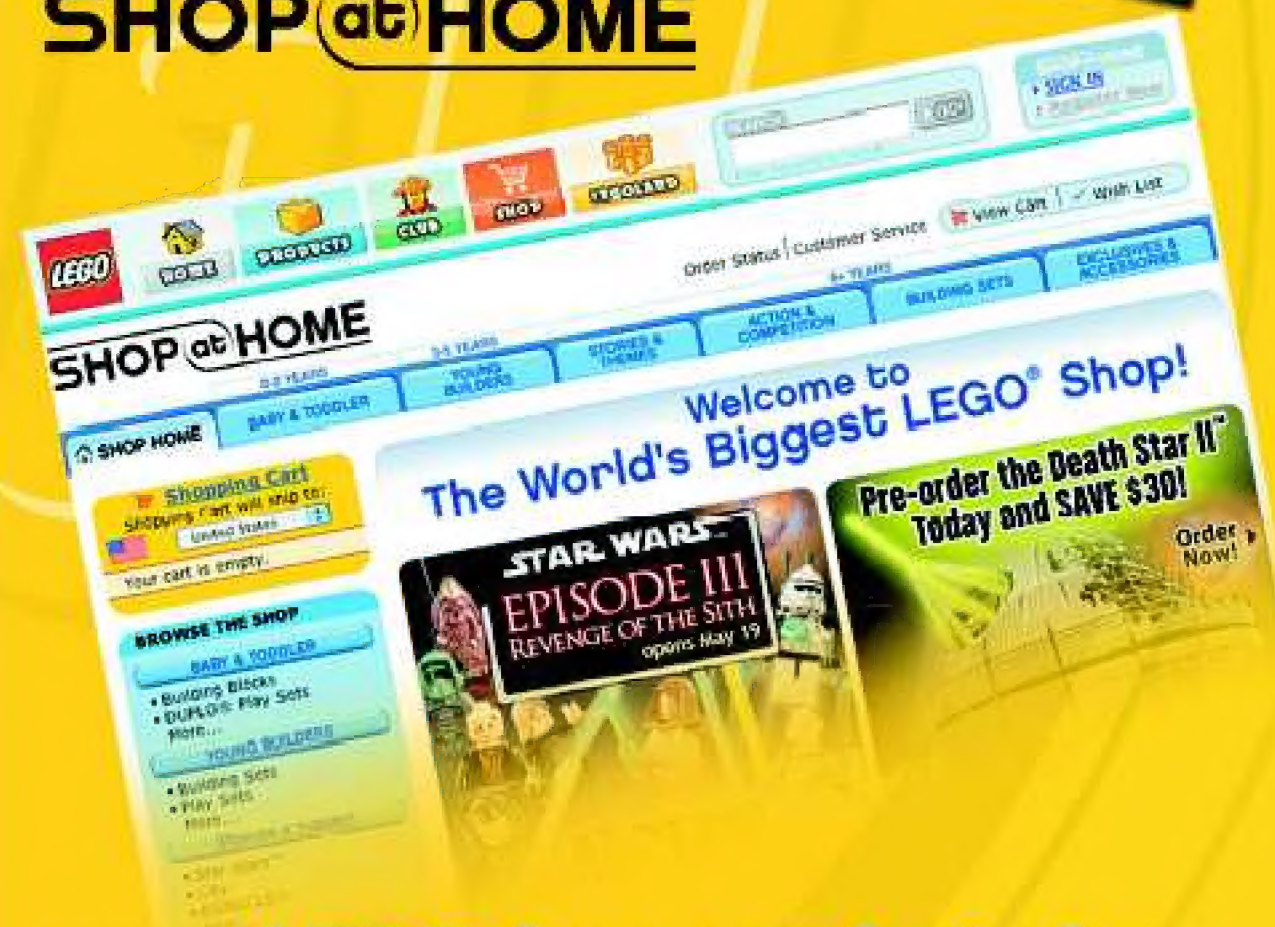 SHOP at HOME
SIGN IN
LEGO
HOME
PRODUCTS
CLUB
SHOP
LEGOLAND
Order Status | Customer Service
View Cart | Wish List
SHOP at HOME
0-2 YEARS
3-5 YEARS
6+ YEARS
SHOP HOME
BABY & TODDLER
YOUNG
BUILDERS
STORIES &
THEMES
ACTION &
COMPETITION
BUILDING SETS
EXCLUSIVES &
ACCESSORIES
Welcome to
The World's Biggest LEGO® Shop!
Shopping Cart
Shopping Cart will ship to:
United States
Your cart is empty.
BROWSE THE SHOP
BABY & TODDLER
• Building Blocks
• DUPLO® Play Sets
More...
YOUNG BUILDERS
• Building Sets
• Play Sets
More...
STAR WARS™
EPISODE III
REVENGE OF THE SITH
opens May 19
Pre-order the Death Star II™
Today and SAVE $30!
Order
Now!